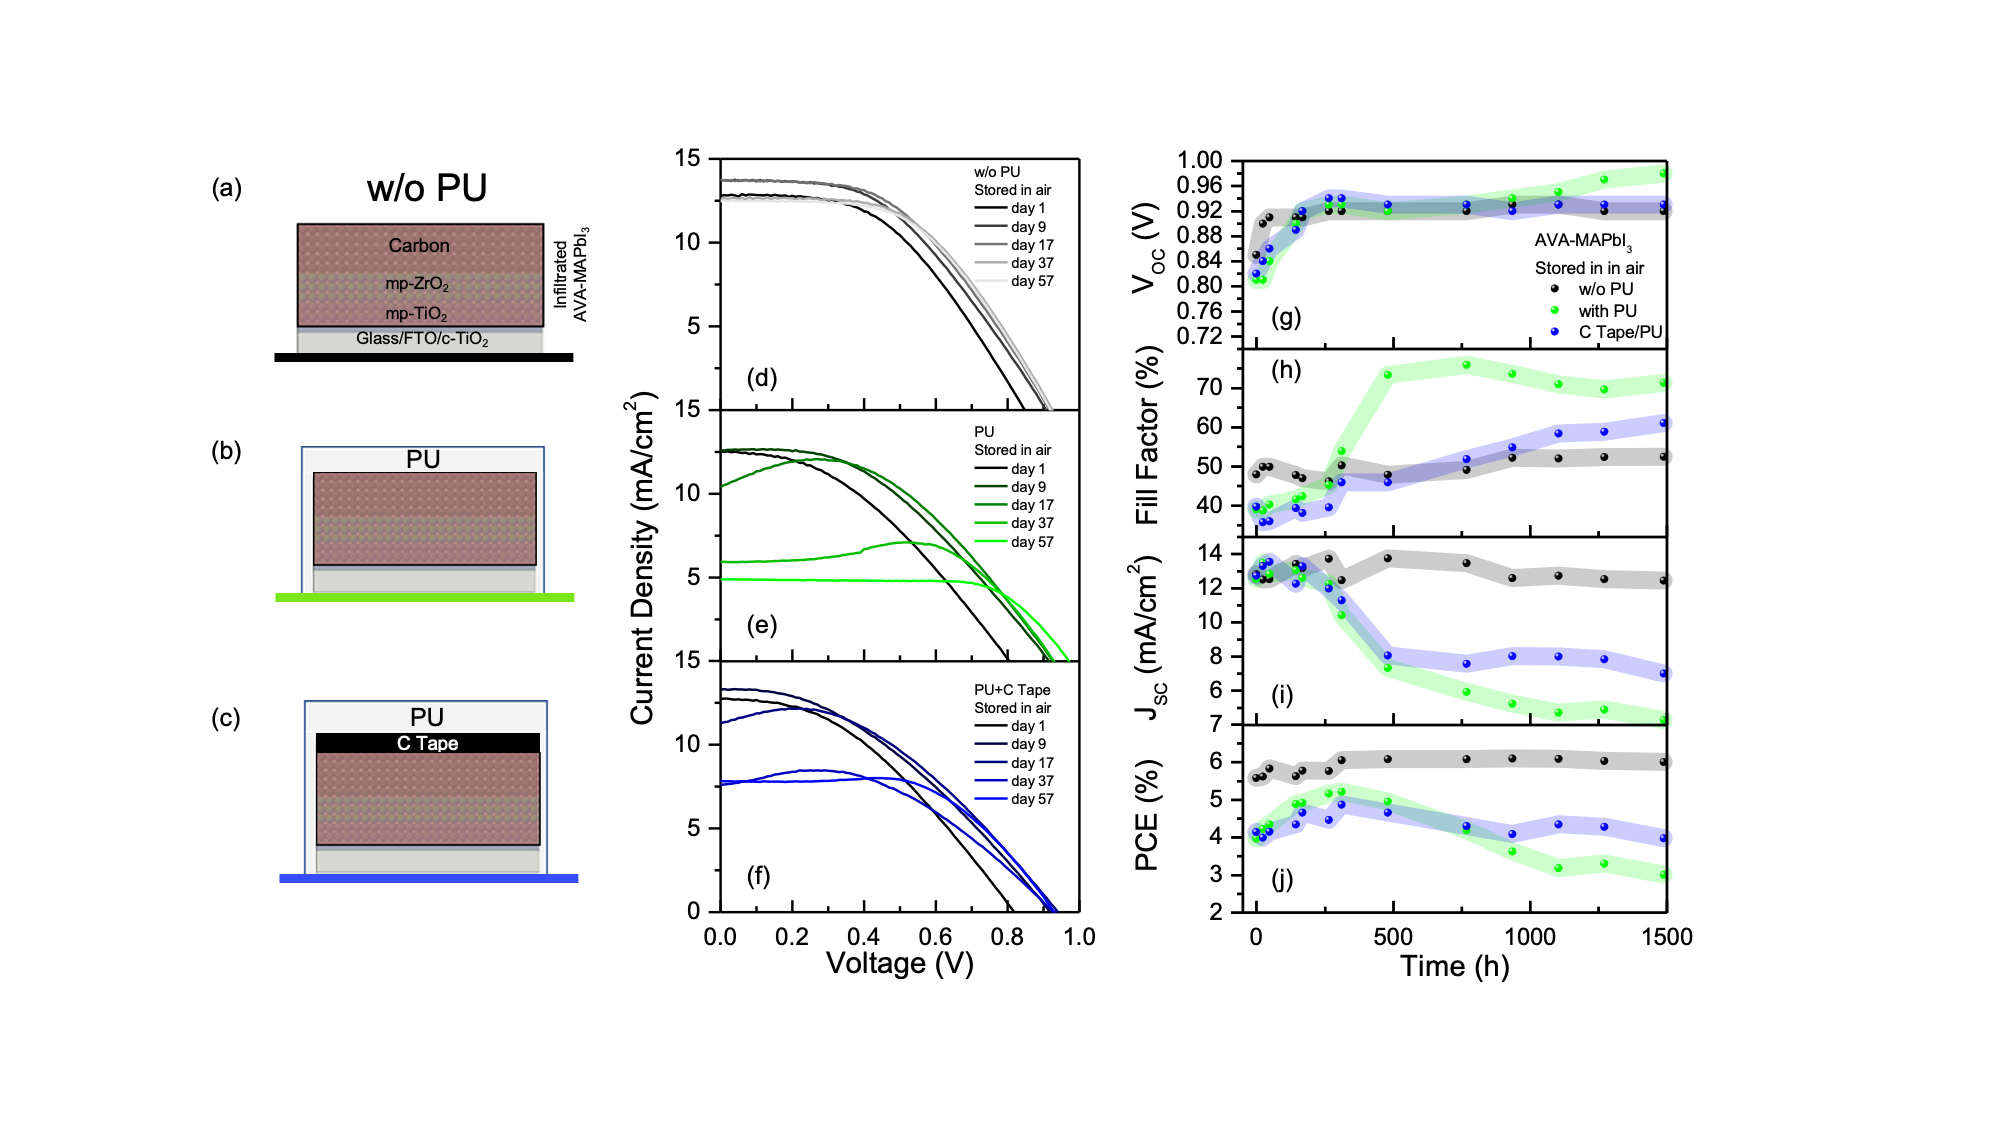 (a)
w/o PU
Carbon
mp-ZrO2
mp-TiO2
Glass/FTO/c-TiO2
Infiltrated
AVA-MAPbI3
(b)
PU
(c)
PU
C Tape
Current Density (mA/cm2)
15
10
5
w/o PU
Stored in air
day 1
day 9
day 17
day 37
day 57
(d)
15
10
5
PU
Stored in air
day 1
day 9
day 17
day 37
day 57
(e)
15
10
5
0
PU+C Tape
Stored in air
day 1
day 9
day 17
day 37
day 57
(f)
0.0 0.2 0.4 0.6 0.8 1.0
Voltage (V)
VOC (V)
1.00
0.96
0.92
0.88
0.84
0.80
0.76
0.72
AVA-MAPbI3
Stored in in air
w/o PU
with PU
C Tape/PU
(g)
Fill Factor (%)
70
60
50
40
(h)
JSC (mA/cm2)
14
12
10
8
6
(i)
PCE (%)
7
6
5
4
3
2
(j)
0 500 1000 1500
Time (h)